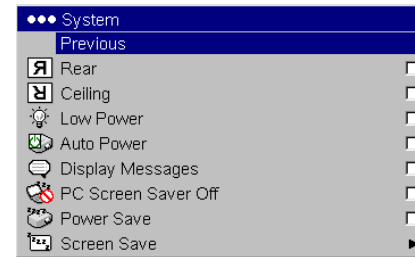 System
Previous
Rear
Ceiling
Low Power
Auto Power
Display Messages
PC Screen Saver Off
Power Save
Screen Save